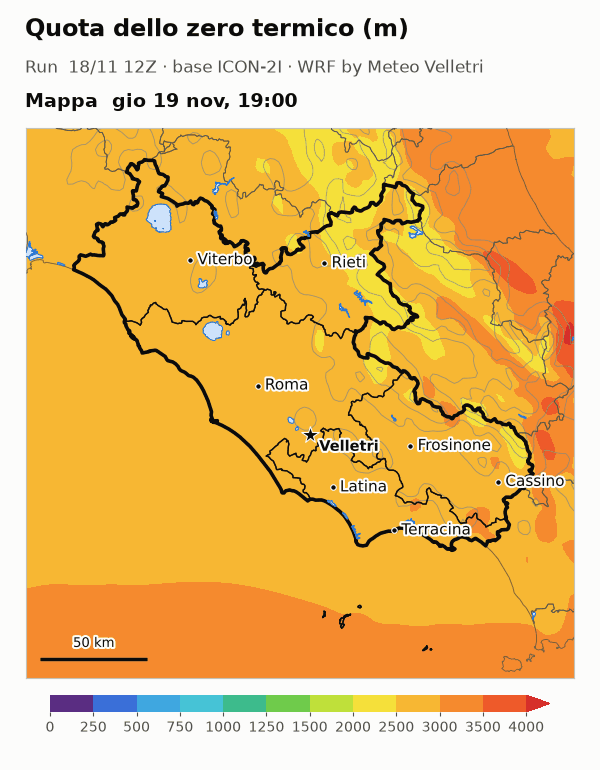 Quota dello zero termico (m)
Run  18/11 12Z · base ICON-2I · WRF by Meteo Velletri
Mappa  gio 19 nov, 19:00
Viterbo
Rieti
Roma
Velletri
Frosinone
Cassino
Latina
Terracina
50 km
0 250 500 750 1000 1250 1500 2000 2500 3000 3500 4000